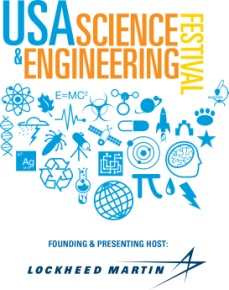 USA SCIENCE
& ENGINEERING
FESTIVAL
E=MC²
Ag
π
FOUNDING & PRESENTING HOST:
LOCKHEED MARTIN